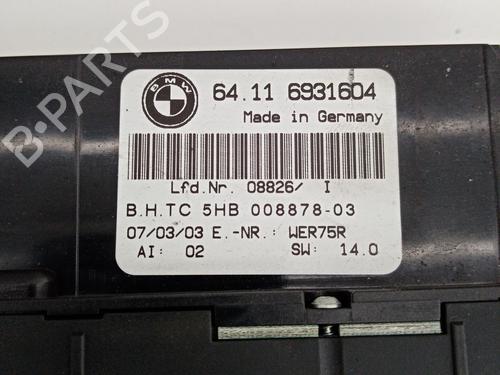 BMW
64.11 6931604
Made in Germany
Lfd.Nr. 08826/ I
B.H.TC 5HB 008878-03
07/03/03 E.-NR.: WER75R
AI: 02 SW: 14.0
B-PARTS